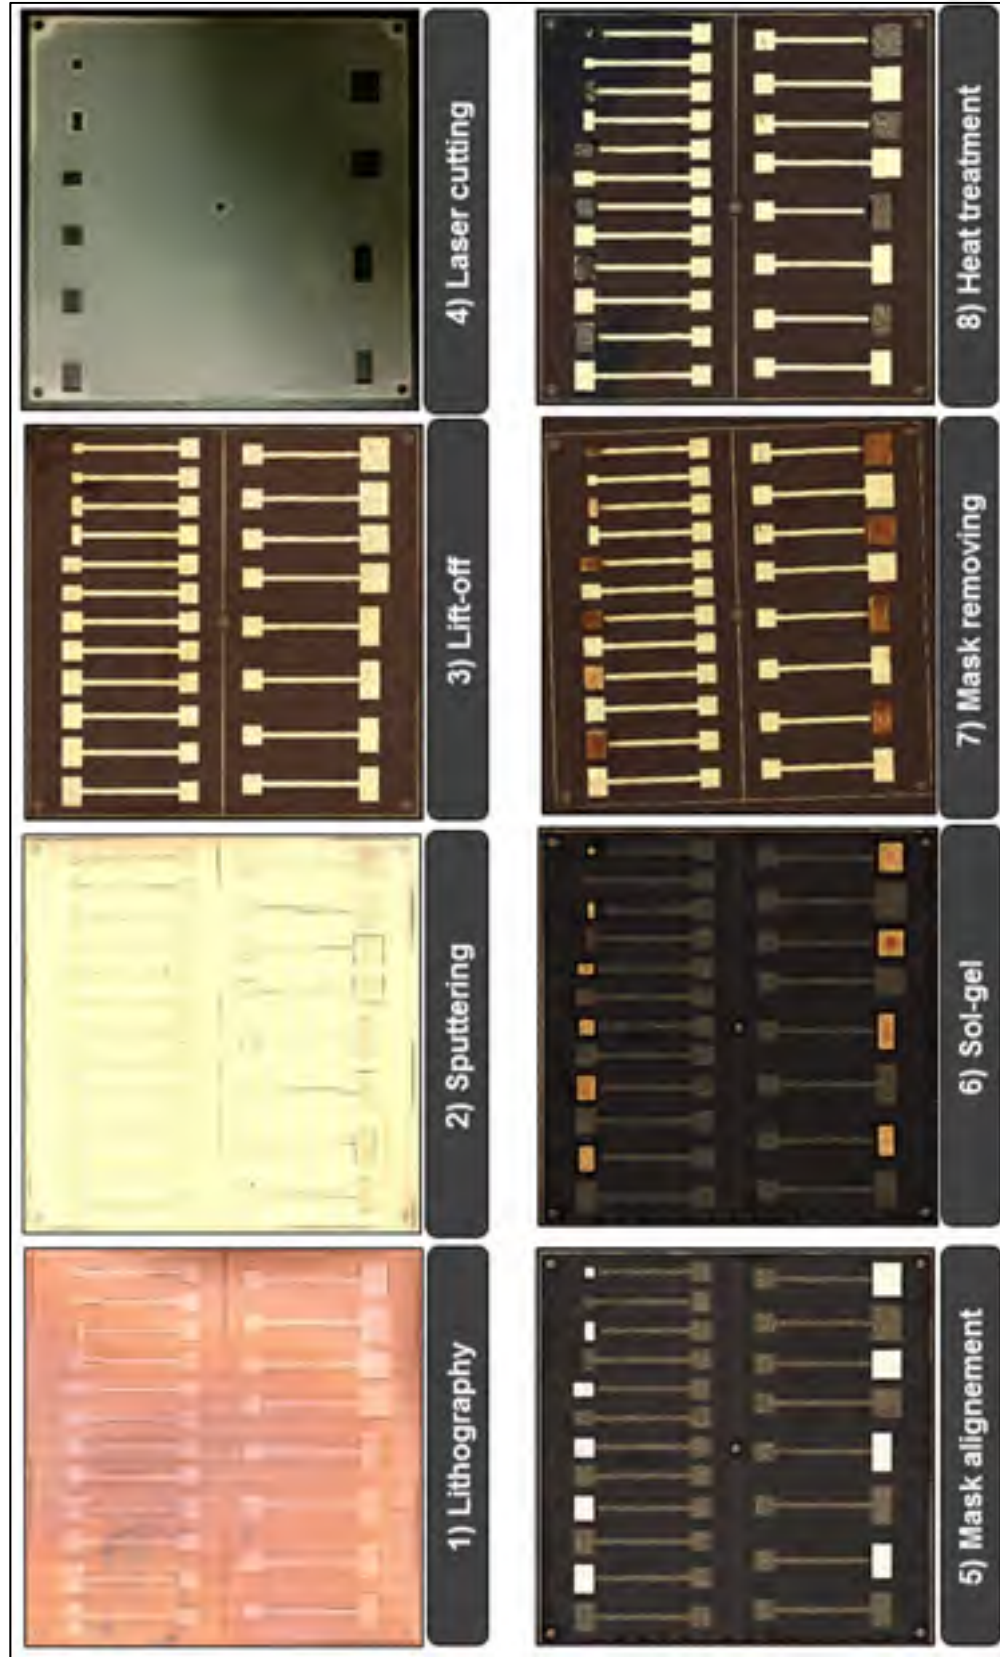 1) Lithography
2) Sputtering
3) Lift-off
4) Laser cutting
5) Mask alignement
6) Sol-gel
7) Mask removing
8) Heat treatment